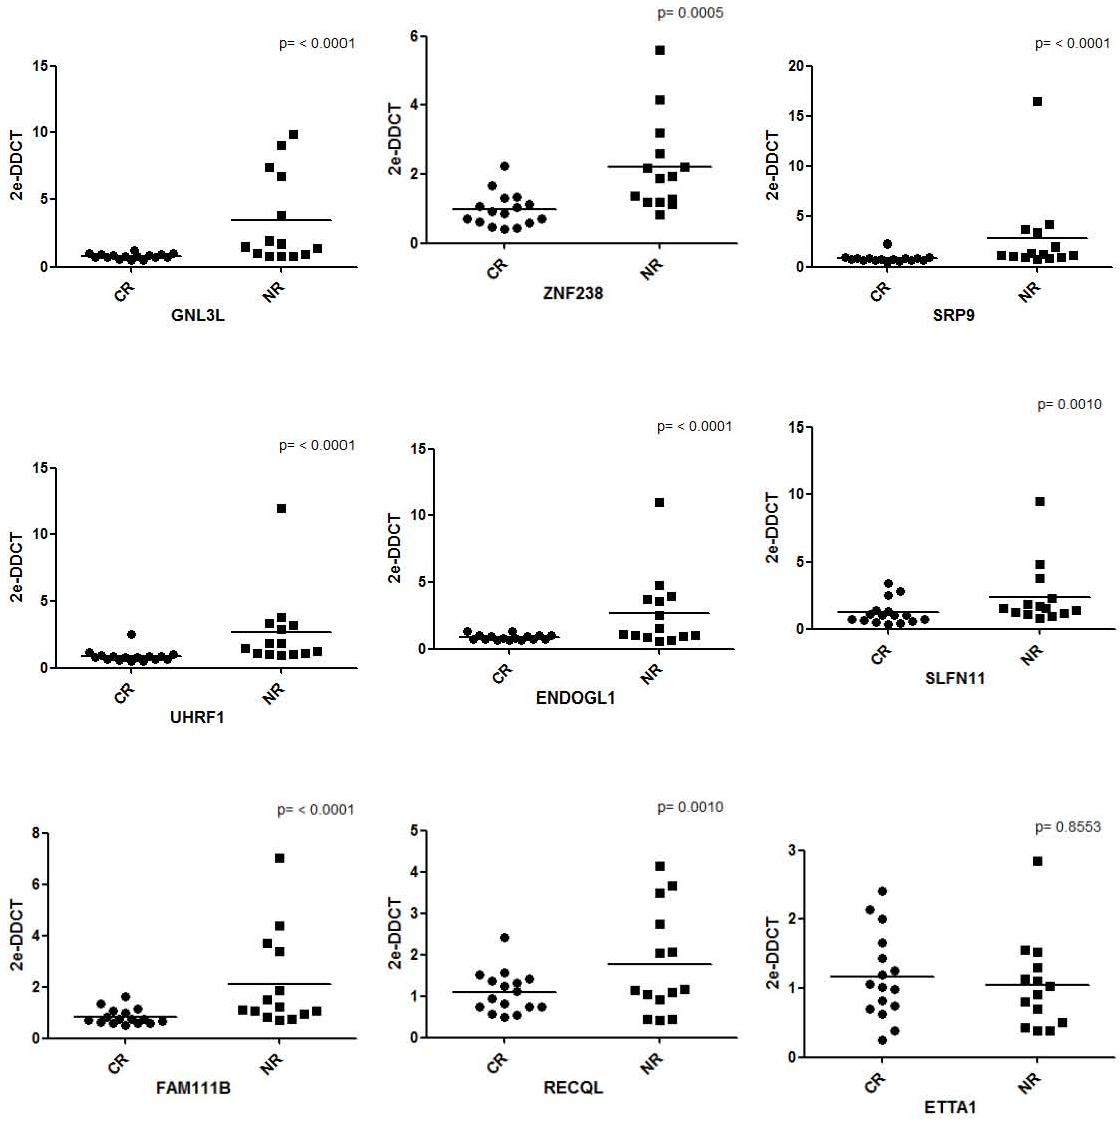 p= < 0.0001
15
10
5
0
2e-DDCT
CR
NR
GNL3L
p= 0.0005
6
4
2
0
2e-DDCT
CR
NR
ZNF238
p= < 0.0001
20
15
10
5
0
2e-DDCT
CR
NR
SRP9
p= < 0.0001
15
10
5
0
2e-DDCT
CR
NR
UHRF1
p= < 0.0001
15
10
5
0
2e-DDCT
CR
NR
ENDOGL1
p= 0.0010
15
10
5
0
2e-DDCT
CR
NR
SLFN11
p= < 0.0001
8
6
4
2
0
2e-DDCT
CR
NR
FAM111B
p= 0.0010
5
4
3
2
1
0
2e-DDCT
CR
NR
RECQL
p= 0.8553
3
2
1
0
2e-DDCT
CR
NR
ETTA1